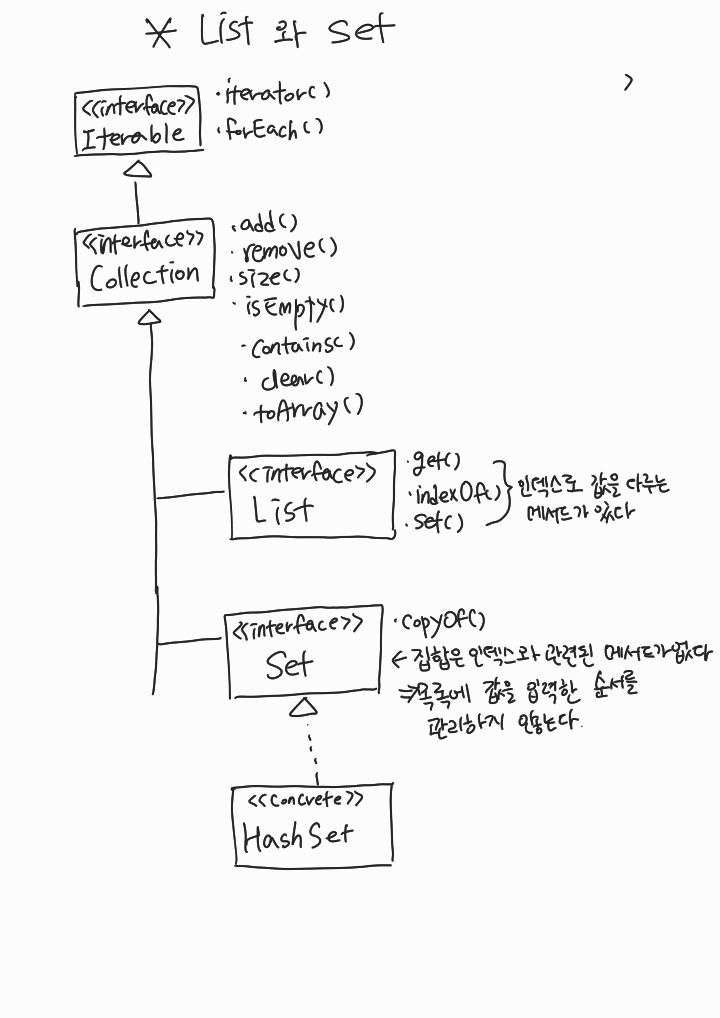 * List 와 Set
<<interface>>
Iterable
·iterator()
·forEach()
<<interface>>
Collection
·add()
·remove()
·size()
·isEmpty()
·contains()
·clear()
·toArray()
<<interface>>
List
·get()
·indexOf()
·set()
인덱스로 값을 다루는
메서드가 있다
<<interface>>
Set
·copyOf()
← 집합은 인덱스와 관련된 메서드가 없다
⇒ 목록에 값을 입력한 순서를
관리하지 않는다.
<<concrete>>
HashSet